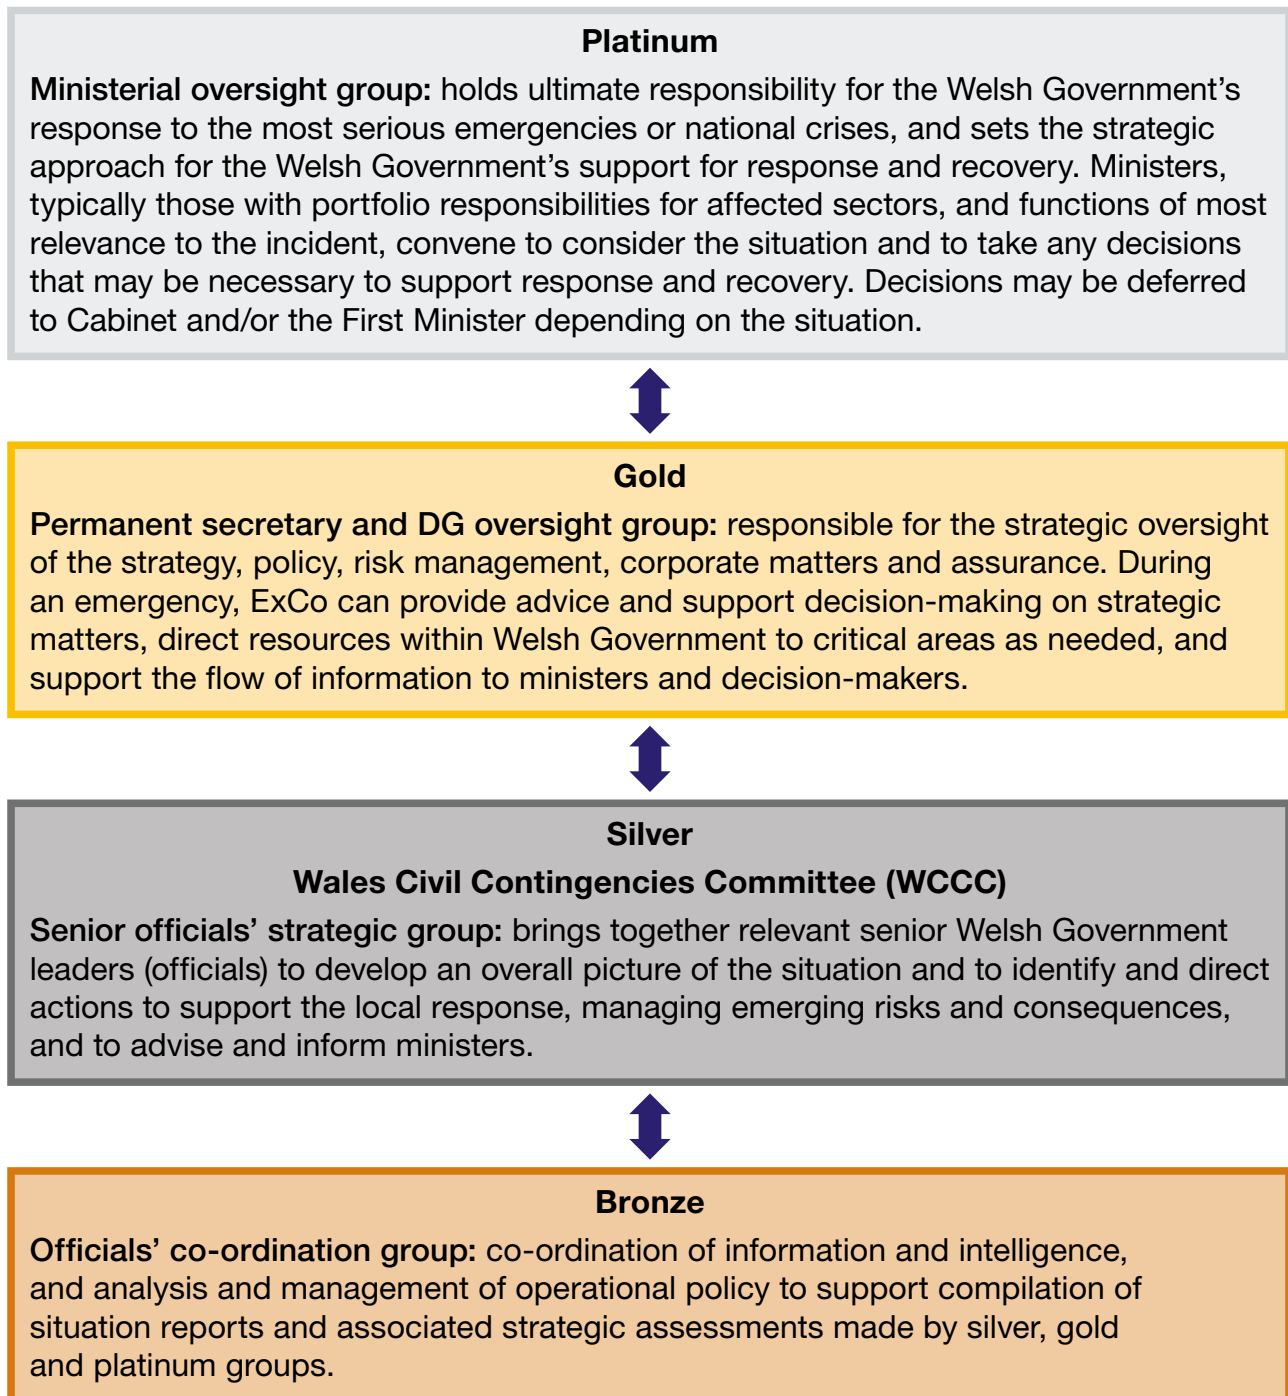 Platinum
Ministerial oversight group: holds ultimate responsibility for the Welsh Government’s
response to the most serious emergencies or national crises, and sets the strategic
approach for the Welsh Government’s support for response and recovery. Ministers,
typically those with portfolio responsibilities for affected sectors, and functions of most
relevance to the incident, convene to consider the situation and to take any decisions
that may be necessary to support response and recovery. Decisions may be deferred
to Cabinet and/or the First Minister depending on the situation.
Gold
Permanent secretary and DG oversight group: responsible for the strategic oversight
of the strategy, policy, risk management, corporate matters and assurance. During
an emergency, ExCo can provide advice and support decision-making on strategic
matters, direct resources within Welsh Government to critical areas as needed, and
support the flow of information to ministers and decision-makers.
Silver
Wales Civil Contingencies Committee (WCCC)
Senior officials’ strategic group: brings together relevant senior Welsh Government
leaders (officials) to develop an overall picture of the situation and to identify and direct
actions to support the local response, managing emerging risks and consequences,
and to advise and inform ministers.
Bronze
Officials’ co-ordination group: co-ordination of information and intelligence,
and analysis and management of operational policy to support compilation of
situation reports and associated strategic assessments made by silver, gold
and platinum groups.